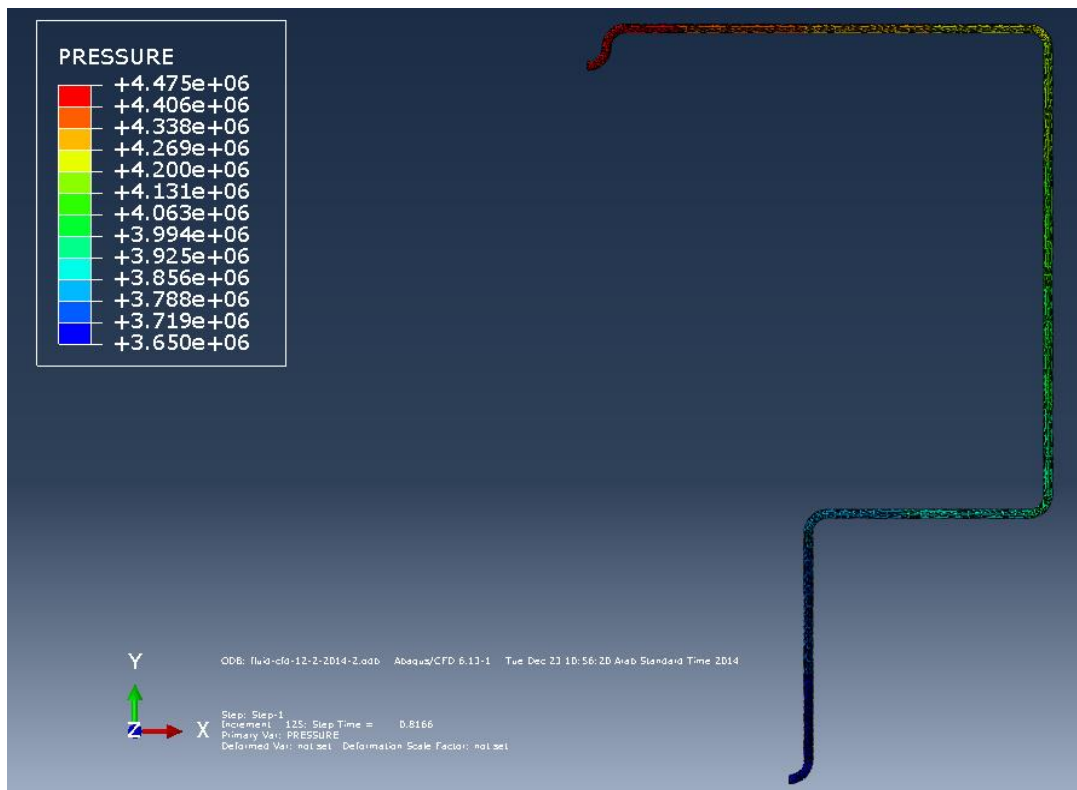 PRESSURE
+4.475e+06
+4.406e+06
+4.338e+06
+4.269e+06
+4.200e+06
+4.131e+06
+4.063e+06
+3.994e+06
+3.925e+06
+3.856e+06
+3.788e+06
+3.719e+06
+3.650e+06
Y
Z
X
ODB: fluid-cfd-12-2-2014-2.odb Abaqus/CFD 6.13-1 Tue Dec 23 10:56:20 Arab Standard Time 2014
Step: Step-1
Increment 125: Step Time = 0.8166
Primary Var: PRESSURE
Deformed Var: not set Deformation Scale Factor: not set